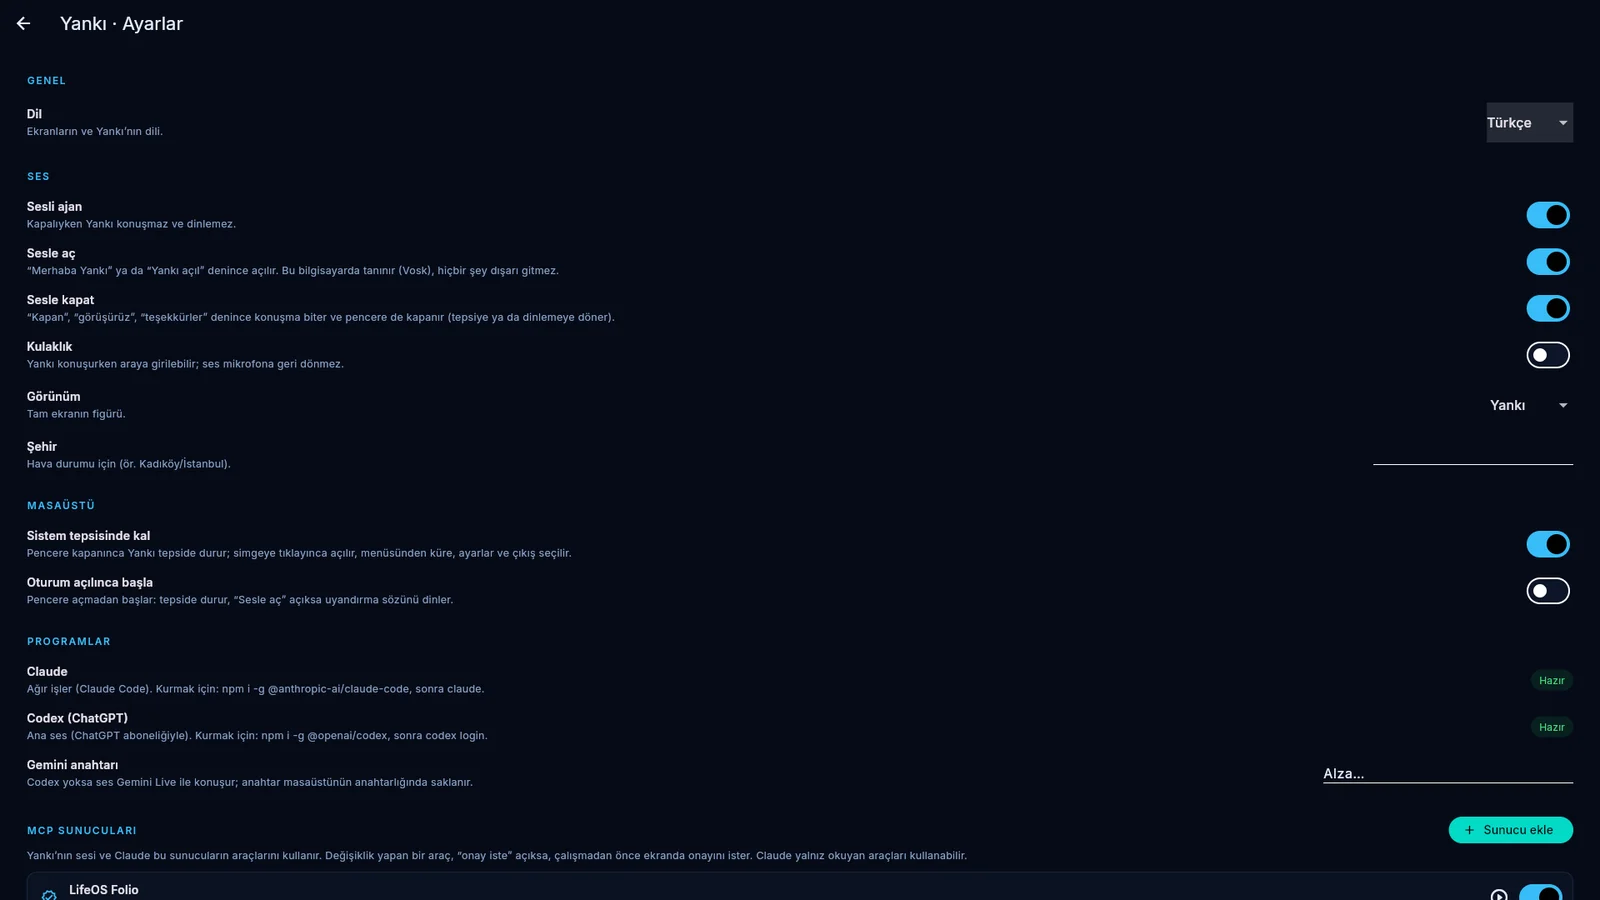 Yankı · Ayarlar
GENEL
Dil
Ekranların ve Yankı’nın dili.
Türkçe
SES
Sesli ajan
Kapalıyken Yankı konuşmaz ve dinlemez.
Sesle aç
“Merhaba Yankı” ya da “Yankı açıl” denince açılır. Bu bilgisayarda tanınır (Vosk), hiçbir şey dışarı gitmez.
Sesle kapat
“Kapan”, “görüşürüz”, “teşekkürler” denince konuşma biter ve pencere de kapanır (tepsiye ya da dinlemeye döner).
Kulaklık
Yankı konuşurken araya girilebilir; ses mikrofona geri dönmez.
Görünüm
Tam ekranın figürü.
Yankı
Şehir
Hava durumu için (ör. Kadıköy/İstanbul).
MASAÜSTÜ
Sistem tepsisinde kal
Pencere kapanınca Yankı tepside durur; simgeye tıklayınca açılır, menüsünden küre, ayarlar ve çıkış seçilir.
Oturum açılınca başla
Pencere açmadan başlar: tepside durur, “Sesle aç” açıksa uyandırma sözünü dinler.
PROGRAMLAR
Claude
Ağır işler (Claude Code). Kurmak için: npm i -g @anthropic-ai/claude-code, sonra claude.
Hazır
Codex (ChatGPT)
Ana ses (ChatGPT aboneliğiyle). Kurmak için: npm i -g @openai/codex, sonra codex login.
Hazır
Gemini anahtarı
Codex yoksa ses Gemini Live ile konuşur; anahtar masaüstünün anahtarlığında saklanır.
AIza…
MCP SUNUCULARI
+ Sunucu ekle
Yankı’nın sesi ve Claude bu sunucuların araçlarını kullanır. Değişiklik yapan bir araç, “onay iste” açıksa, çalışmadan önce ekranda onayını ister. Claude yalnız okuyan araçları kullanabilir.
LifeOS Folio